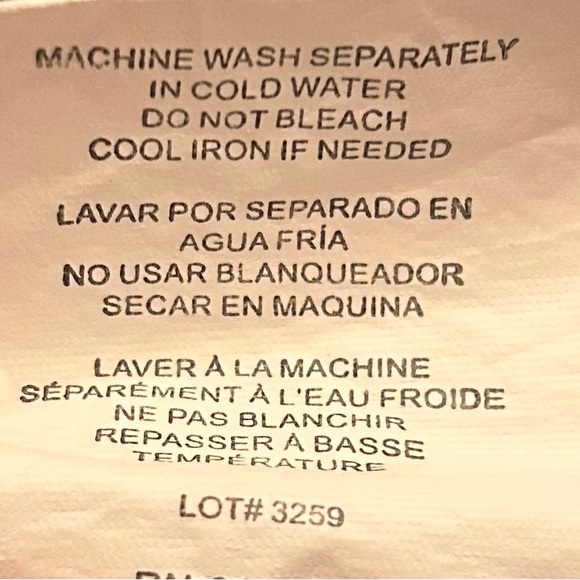 MACHINE WASH SEPARATELY
IN COLD WATER
DO NOT BLEACH
COOL IRON IF NEEDED
LAVAR POR SEPARADO EN
AGUA FRÍA
NO USAR BLANQUEADOR
SECAR EN MAQUINA
LAVER À LA MACHINE
SÉPARÉMENT À L'EAU FROIDE
NE PAS BLANCHIR
REPASSER À BASSE
TEMPÉRATURE
LOT# 3259